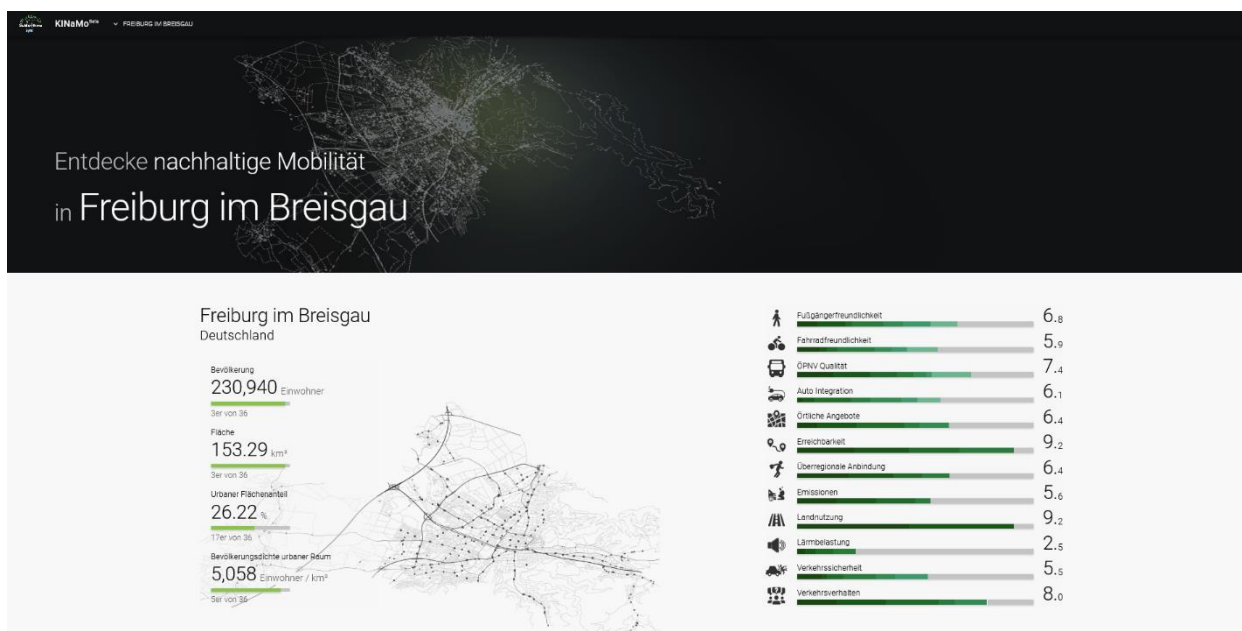 KINaMo Beta
FREIBURG IM BREISGAU
Entdecke nachhaltige Mobilität
in Freiburg im Breisgau
Freiburg im Breisgau
Deutschland
Bevölkerung
230,940 Einwohner
3er von 36
Fläche
153.29 km²
3er von 36
Urbaner Flächenanteil
26.22 %
17er von 36
Bevölkerungsdichte urbaner Raum
5,058 Einwohner / km²
5er von 36
Fußgängerfreundlichkeit 6.8
Fahrradfreundlichkeit 5.9
ÖPNV Qualität 7.4
Auto Integration 6.1
Örtliche Angebote 6.4
Erreichbarkeit 9.2
Überregionale Anbindung 6.4
Emissionen 5.6
Landnutzung 9.2
Lärmbelastung 2.5
Verkehrssicherheit 5.5
Verkehrsverhalten 8.0